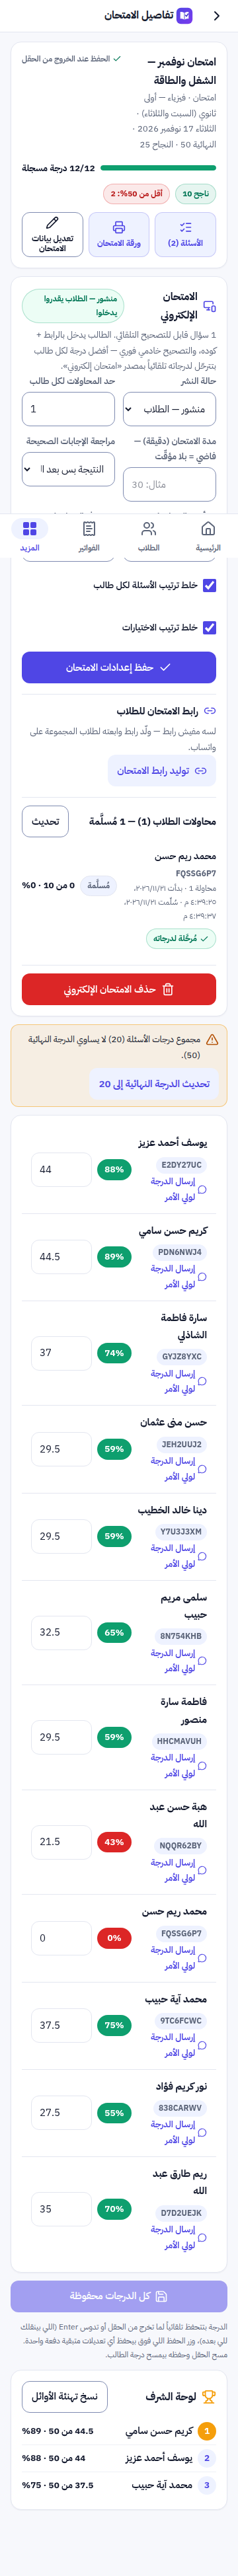 تفاصيل الامتحان
امتحان نوفمبر —
الشغل والطاقة
الحفظ عند الخروج من الحقل
امتحان · فيزياء — أولى
ثانوي (السبت والثلاثاء) ·
الثلاثاء 17 نوفمبر 2026 ·
النهائية 50 · النجاح 25
12/12 درجة مسجلة
ناجح 10
أقل من 50%: 2
الأسئلة (2)
ورقة الامتحان
تعديل بيانات
الامتحان
الامتحان
الإلكتروني
منشور — الطلاب يقدروا
يدخلوا
1 سؤال قابل للتصحيح التلقائي. الطالب يدخل بالرابط +
كوده، والتصحيح خادمي فوري — أفضل درجة لكل طالب
بتترحّل لدرجاته تلقائياً بمصدر «امتحان إلكتروني».
حالة النشر
حد المحاولات لكل طالب
منشور — الطلاب
1
مدة الامتحان (دقيقة) —
فاضي = بلا مؤقّت
مراجعة الإجابات الصحيحة
مثال: 30
النتيجة بس بعد ا
الرئيسية
الطلاب
الفواتير
المزيد
خلط ترتيب الأسئلة لكل طالب
خلط ترتيب الاختيارات
حفظ إعدادات الامتحان
رابط الامتحان للطلاب
لسه مفيش رابط — ولّد رابط وابعته لطلاب المجموعة على
واتساب.
توليد رابط الامتحان
محاولات الطلاب (1) — 1 مُسلَّمة
تحديث
محمد ريم حسن
FQSSG6P7
محاولة 1 · بدأت ٢٠٢٦/١١/٢١،
٤:٣٩:٢٥ م · سُلّمت ٢٠٢٦/١١/٢١،
٤:٣٩:٣٧ م
مُسلَّمة
0 من 10 · 0%
مُرحَّلة لدرجاته
حذف الامتحان الإلكتروني
مجموع درجات الأسئلة (20) لا يساوي الدرجة النهائية
(50).
تحديث الدرجة النهائية إلى 20
يوسف أحمد عزيز
E2DY27UC
إرسال الدرجة
لولي الأمر
88%
44
كريم حسن سامي
PDN6NWJ4
إرسال الدرجة
لولي الأمر
89%
44.5
سارة فاطمة
الشاذلي
GYJZ8YXC
إرسال الدرجة
لولي الأمر
74%
37
حسن منى عثمان
JEH2UUJ2
إرسال الدرجة
لولي الأمر
59%
29.5
دينا خالد الخطيب
Y7U3J3XM
إرسال الدرجة
لولي الأمر
59%
29.5
سلمى مريم
حبيب
8N754KHB
إرسال الدرجة
لولي الأمر
65%
32.5
فاطمة سارة
منصور
HHCMAVUH
إرسال الدرجة
لولي الأمر
59%
29.5
هبة حسن عبد
الله
NQQR62BY
إرسال الدرجة
لولي الأمر
43%
21.5
محمد ريم حسن
FQSSG6P7
إرسال الدرجة
لولي الأمر
0%
0
محمد آية حبيب
9TC6FCWC
إرسال الدرجة
لولي الأمر
75%
37.5
نور كريم فؤاد
838CARWV
إرسال الدرجة
لولي الأمر
55%
27.5
ريم طارق عبد
الله
D7D2UEJK
إرسال الدرجة
لولي الأمر
70%
35
كل الدرجات محفوظة
الدرجة بتتحفظ تلقائياً لما تخرج من الحقل أو تدوس Enter (اللي بينقلك
للي بعده)، وزر الحفظ اللي فوق بيحفظ أي تعديلات متبقية دفعة واحدة.
مسح الحقل وحفظه بيمسح درجة الطالب.
لوحة الشرف
نسخ تهنئة الأوائل
1
كريم حسن سامي
44.5 من 50 · 89%
2
يوسف أحمد عزيز
44 من 50 · 88%
3
محمد آية حبيب
37.5 من 50 · 75%